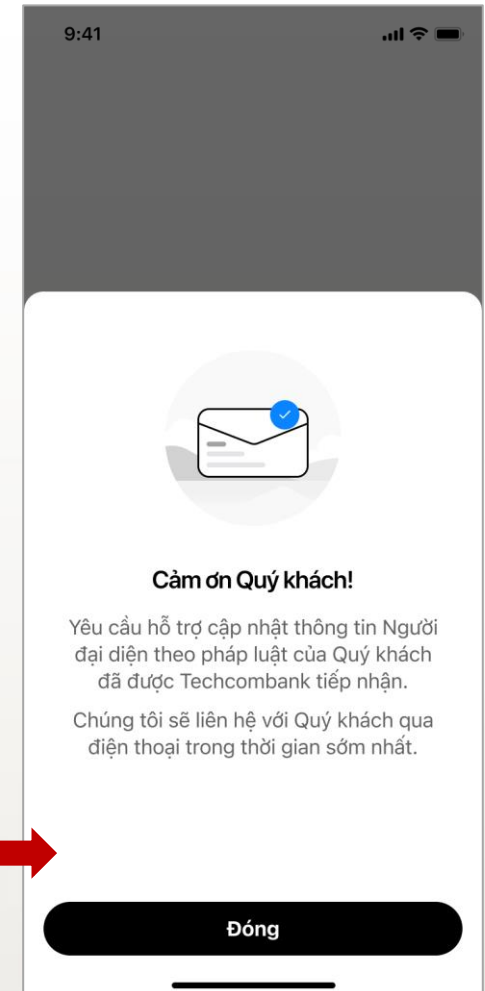 9:41
Cảm ơn Quý khách!
Yêu cầu hỗ trợ cập nhật thông tin Người
đại diện theo pháp luật của Quý khách
đã được Techcombank tiếp nhận.
Chúng tôi sẽ liên hệ với Quý khách qua
điện thoại trong thời gian sớm nhất.
Đóng